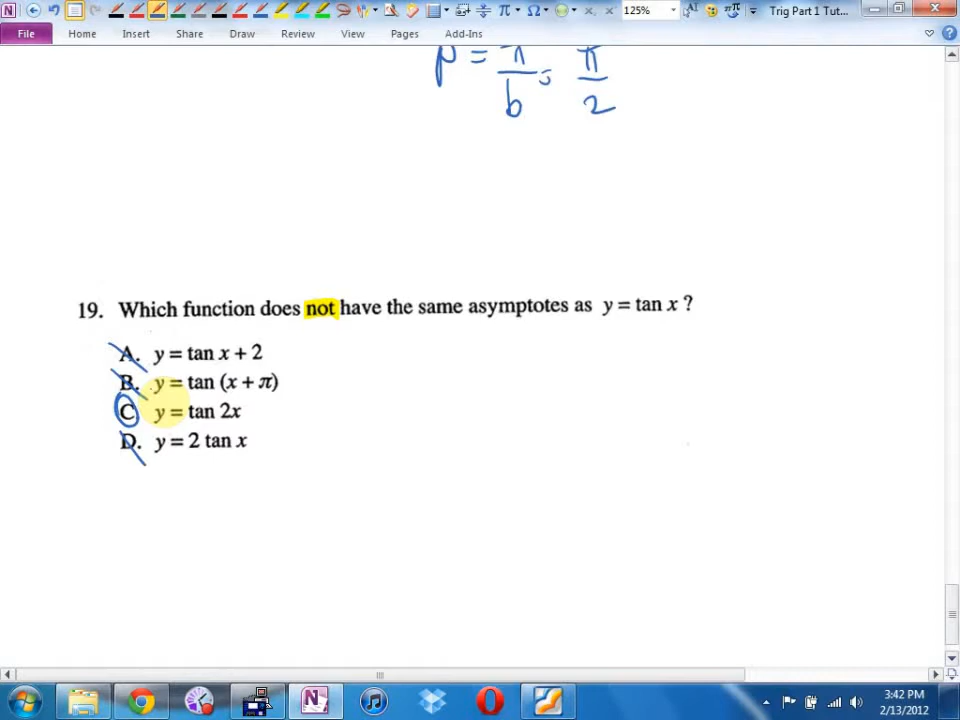 125%
Trig Part 1 Tut...
File Home Insert Share Draw Review View Pages Add-Ins
p = π/b = π/2
19. Which function does not have the same asymptotes as y = tan x ?
A. y = tan x + 2
B. y = tan (x + π)
C y = tan 2x
D. y = 2 tan x
3:42 PM
2/13/2012